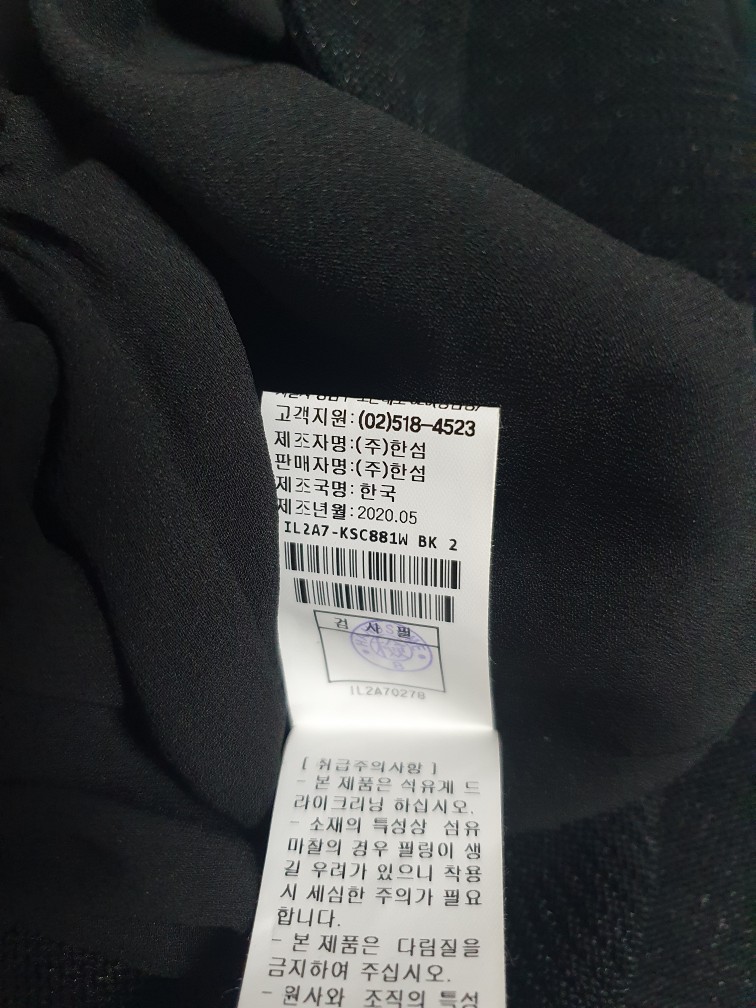 고객지원:(02)518-4523
제조자명:(주)한섬
판매자명:(주)한섬
제조국명:한국
제조년월:2020.05
IL2A7-KSC881W BK 2
검 사 필
IL2A70278
[ 취급주의사항 ]
- 본 제품은 석유계 드
라이크리닝 하십시오.
- 소재의 특성상 섬유
마찰의 경우 필링이 생
길 우려가 있으니 착용
시 세심한 주의가 필요
합니다.
- 본 제품은 다림질을
금지하여 주십시오.
- 원사와 조직의 특성